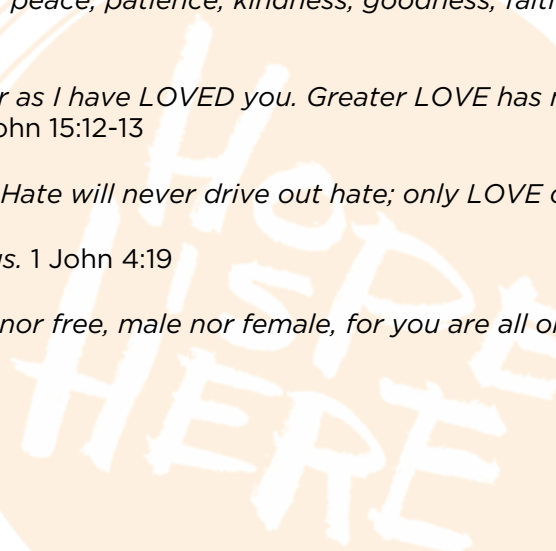 peace, patience, kindness, goodness, faith
r as I have LOVED you. Greater LOVE has
ohn 15:12-13
Hate will never drive out hate; only LOVE
us. 1 John 4:19
nor free, male nor female, for you are all
HOPE
iS
HERE